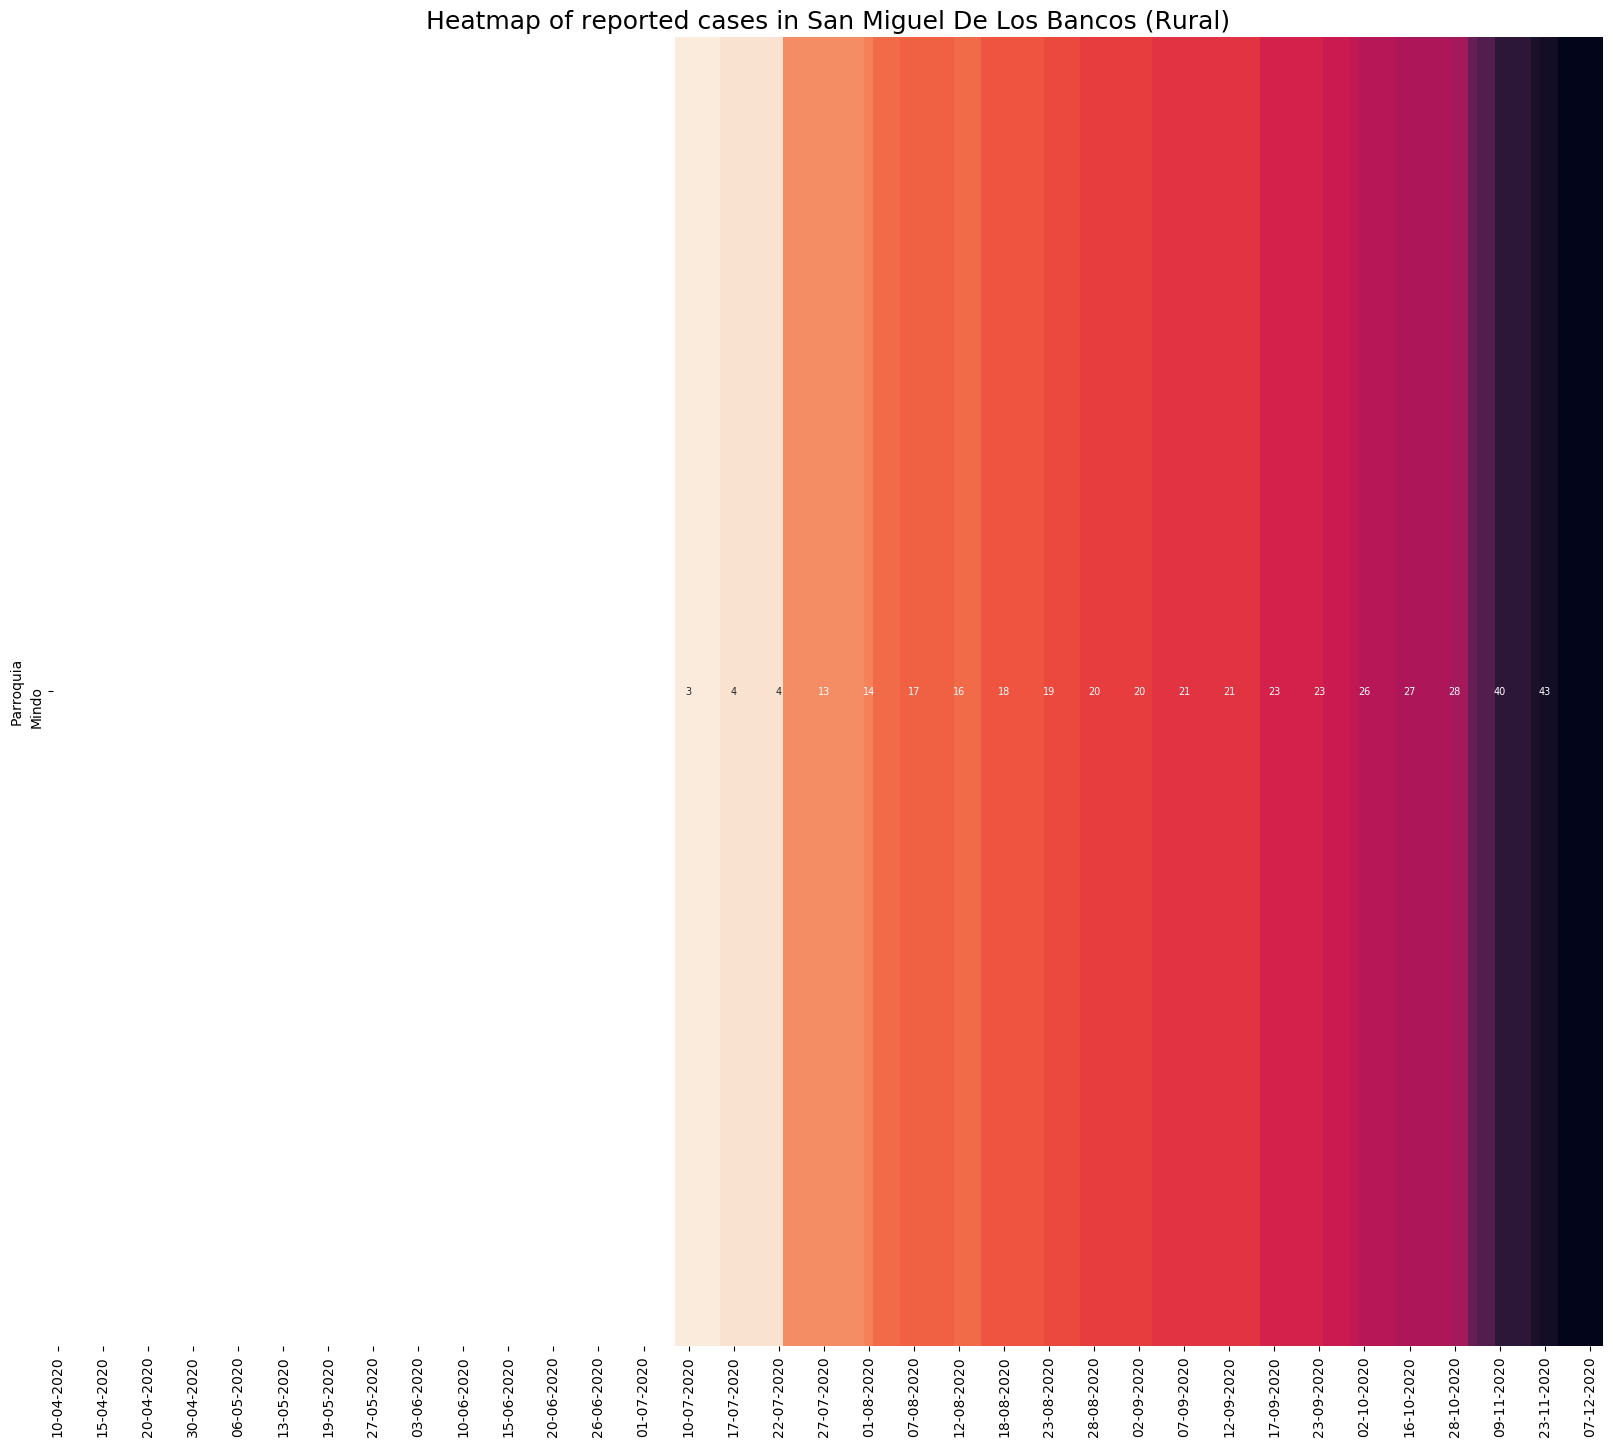 Heatmap of reported cases in San Miguel De Los Bancos (Rural)
Parroquia
Mindo
3 4 4 13 14 17 16 18 19 20 20 21 21 23 23 26 27 28 40 43
10-04-2020 15-04-2020 20-04-2020 30-04-2020 06-05-2020 13-05-2020 19-05-2020 27-05-2020 03-06-2020 10-06-2020 15-06-2020 20-06-2020 26-06-2020 01-07-2020 10-07-2020 17-07-2020 22-07-2020 27-07-2020 01-08-2020 07-08-2020 12-08-2020 18-08-2020 23-08-2020 28-08-2020 02-09-2020 07-09-2020 12-09-2020 17-09-2020 23-09-2020 02-10-2020 16-10-2020 28-10-2020 09-11-2020 23-11-2020 07-12-2020